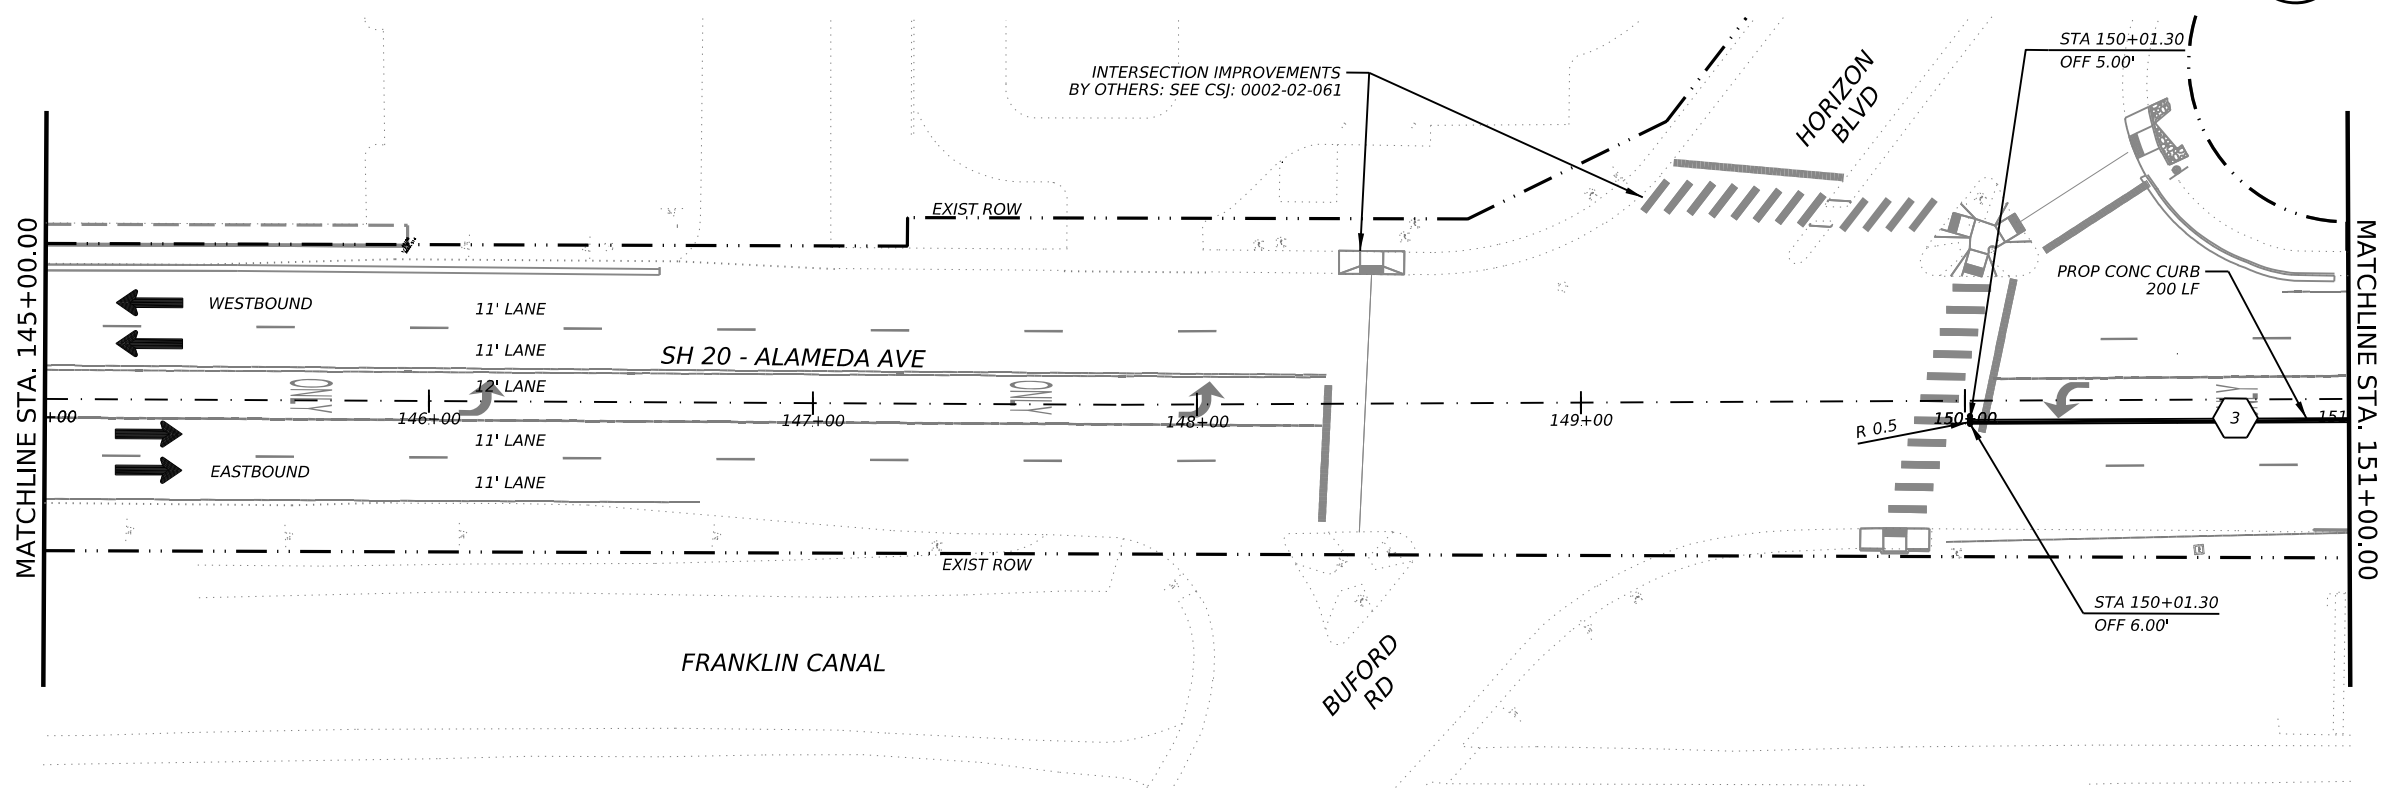 STA 150+01.30
OFF 5.00'
INTERSECTION IMPROVEMENTS
BY OTHERS: SEE CSJ: 0002-02-061
HORIZON
BLVD
EXIST ROW
MATCHLINE STA. 145+00.00
MATCHLINE STA. 151+00.00
PROP CONC CURB
200 LF
WESTBOUND
11' LANE
11' LANE
SH 20 - ALAMEDA AVE
12' LANE
ONLY
ONLY
+00
146+00
147+00
148+00
149+00
150+00
151
3
R 0.5
11' LANE
EASTBOUND
11' LANE
EXIST ROW
STA 150+01.30
OFF 6.00'
FRANKLIN CANAL
BUFORD
RD